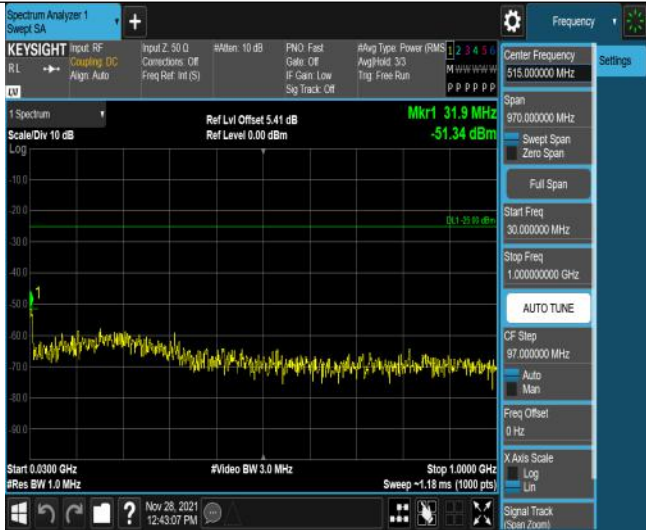 Spectrum Analyzer 1
Swept SA
+
Frequency
KEYSIGHT
RL
LV
Input: RF
Coupling: DC
Align: Auto
Input Z: 50 Ω
Corrections: Off
Freq Ref: Int (S)
#Atten: 10 dB
PNO: Fast
Gate: Off
IF Gain: Low
Sig Track: Off
#Avg Type: Power (RMS
Avg|Hold: 3/3
Trig: Free Run
1 2 3 4 5 6
M W W W W W
P P P P P P
1 Spectrum
Scale/Div 10 dB
Log
Ref Lvl Offset 5.41 dB
Ref Level 0.00 dBm
Mkr1 31.9 MHz
-51.34 dBm
-10.0
-20.0
DL1 -25.00 dBm
-30.0
-40.0
1
-50.0
-60.0
-70.0
-80.0
-90.0
Start 0.0300 GHz
#Res BW 1.0 MHz
#Video BW 3.0 MHz
Stop 1.0000 GHz
Sweep ~1.18 ms (1000 pts)
?
Nov 28, 2021
12:43:07 PM
Center Frequency
515.000000 MHz
Settings
Span
970.000000 MHz
Swept Span
Zero Span
Full Span
Start Freq
30.000000 MHz
Stop Freq
1.000000000 GHz
AUTO TUNE
CF Step
97.000000 MHz
Auto
Man
Freq Offset
0 Hz
X Axis Scale
Log
Lin
Signal Track
(Span Zoom)